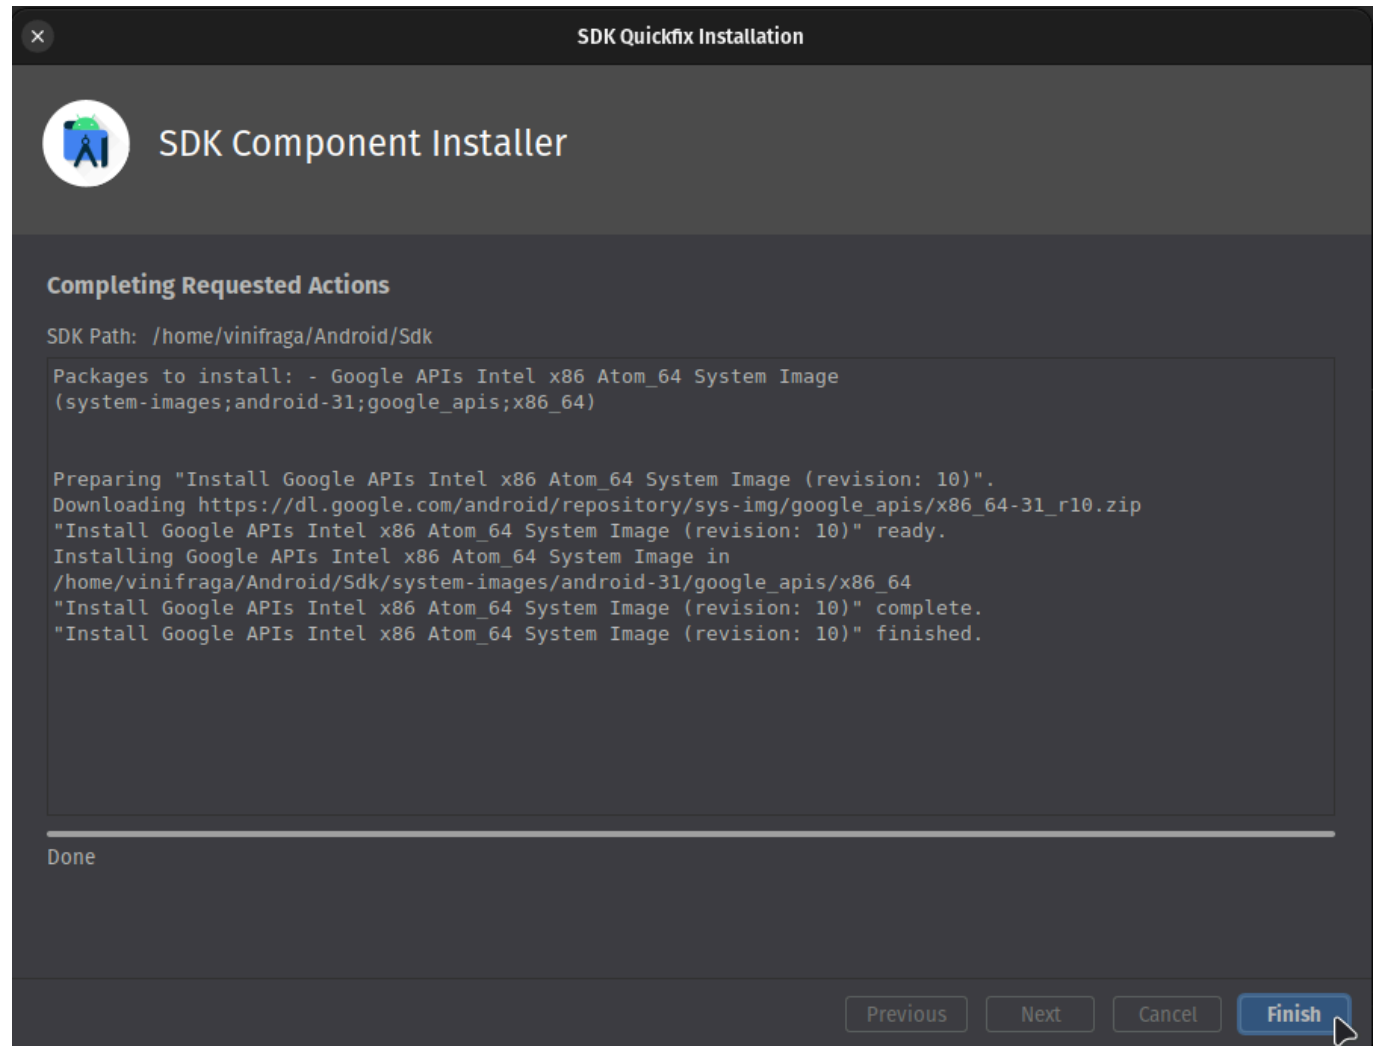 SDK Quickfix Installation
SDK Component Installer
Completing Requested Actions
SDK Path: /home/vinifraga/Android/Sdk
Packages to install: - Google APIs Intel x86 Atom_64 System Image
(system-images;android-31;google_apis;x86_64)
Preparing "Install Google APIs Intel x86 Atom_64 System Image (revision: 10)".
Downloading https://dl.google.com/android/repository/sys-img/google_apis/x86_64-31_r10.zip
"Install Google APIs Intel x86 Atom_64 System Image (revision: 10)" ready.
Installing Google APIs Intel x86 Atom_64 System Image in
/home/vinifraga/Android/Sdk/system-images/android-31/google_apis/x86_64
"Install Google APIs Intel x86 Atom_64 System Image (revision: 10)" complete.
"Install Google APIs Intel x86 Atom_64 System Image (revision: 10)" finished.
Done
Previous Next Cancel Finish